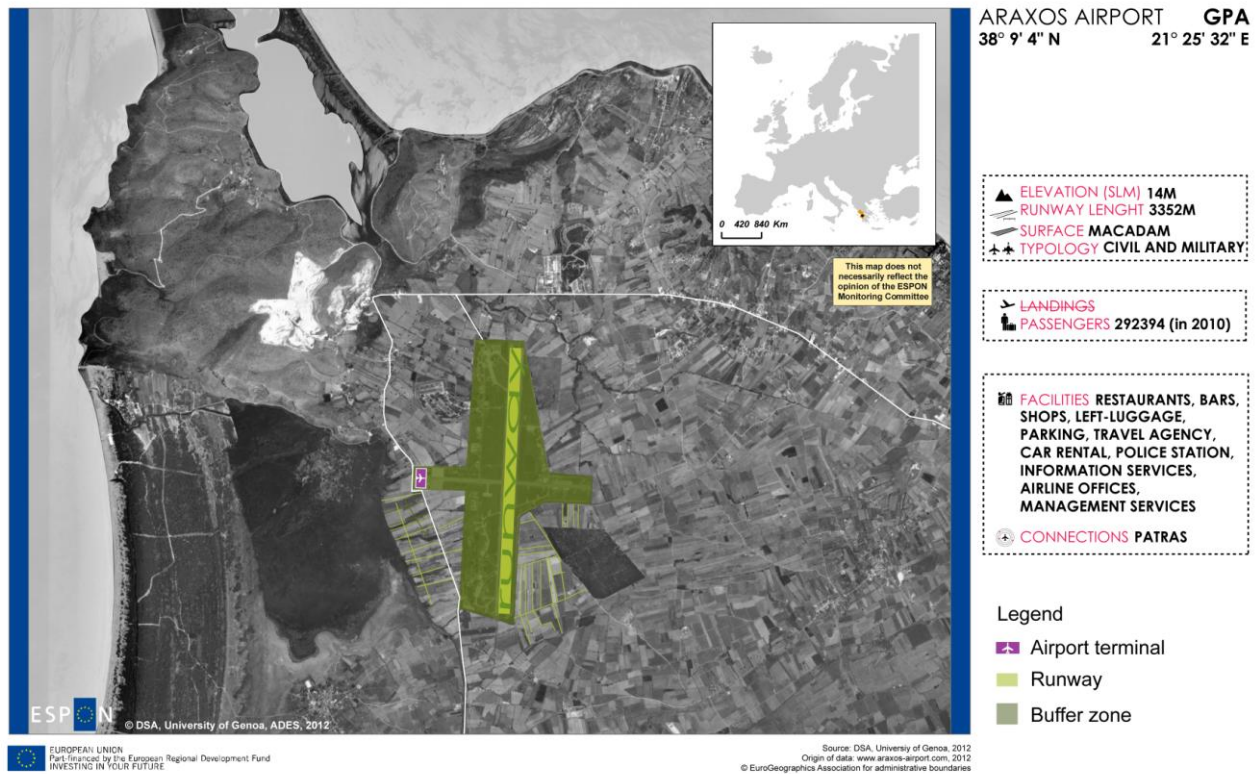 ARAXOS AIRPORT GPA
38° 9' 4" N 21° 25' 32" E
0 420 840 Km
This map does not
necessarily reflect the
opinion of the ESPON
Monitoring Committee
ELEVATION (SLM) 14M
RUNWAY LENGHT 3352M
SURFACE MACADAM
TYPOLOGY CIVIL AND MILITARY
LANDINGS
PASSENGERS 292394 (in 2010)
FACILITIES RESTAURANTS, BARS,
SHOPS, LEFT-LUGGAGE,
PARKING, TRAVEL AGENCY,
CAR RENTAL, POLICE STATION,
INFORMATION SERVICES,
AIRLINE OFFICES,
MANAGEMENT SERVICES
CONNECTIONS PATRAS
Legend
Airport terminal
Runway
Buffer zone
ESPON
© DSA, University of Genoa, ADES, 2012
EUROPEAN UNION
Part-financed by the European Regional Development Fund
INVESTING IN YOUR FUTURE
Source: DSA, Universiy of Genoa, 2012
Origin of data: www.araxos-airport.com, 2012
© EuroGeographics Association for administrative boundaries